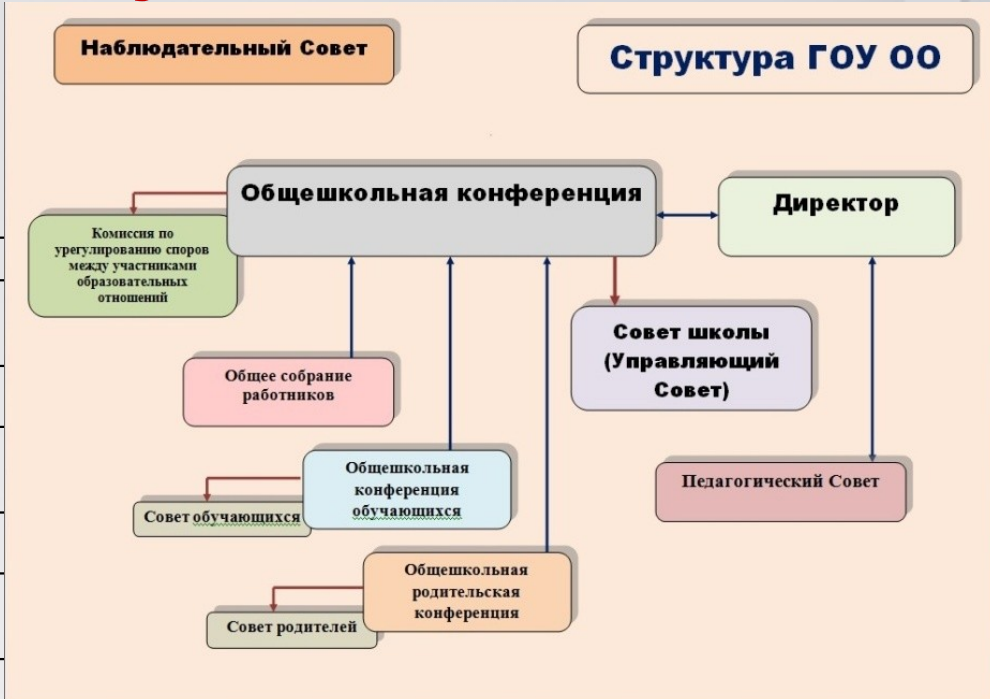 Наблюдательный Совет
Структура ГОУ ОО
Общешкольная конференция
Директор
Комиссия по
урегулированию споров
между участниками
образовательных
отношений
Совет школы
(Управляющий
Совет)
Общее собрание
работников
Общешкольная
конференция
обучающихся
Педагогический Совет
Совет обучающихся
Общешкольная
родительская
конференция
Совет родителей